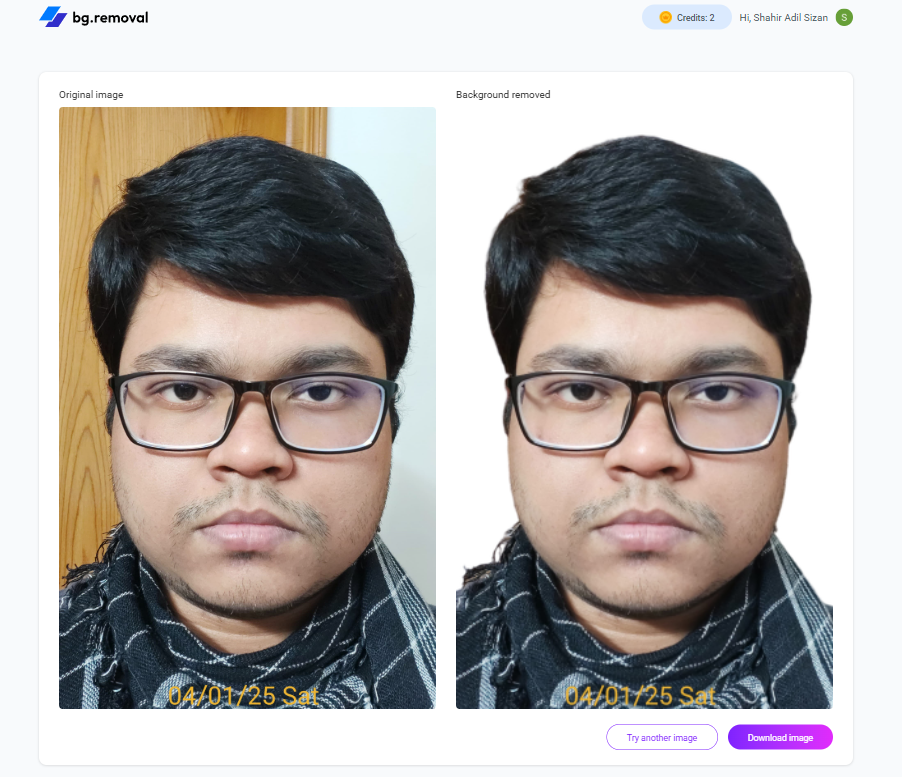 bg.removal
Credits: 2
Hi, Shahir Adil Sizan
S
Original image
Background removed
04/01/25 Sat
04/01/25 Sat
Try another image
Download image